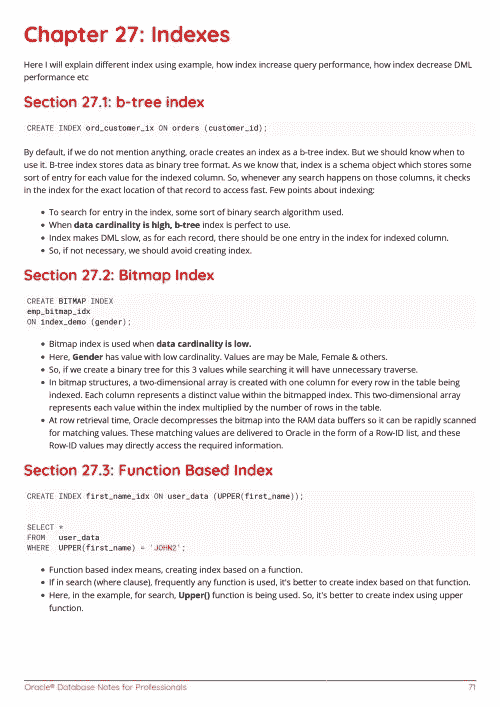 Chapter 27: Indexes
Here I will explain different index using example, how index increase query performance, how index decrease DML
performance etc
Section 27.1: b-tree index
CREATE INDEX ord_customer_ix ON orders (customer_id);
By default, if we do not mention anything, oracle creates an index as a b-tree index. But we should know when to
use it. B-tree index stores data as binary tree format. As we know that, index is a schema object which stores some
sort of entry for each value for the indexed column. So, whenever any search happens on those columns, it checks
in the index for the exact location of that record to access fast. Few points about indexing:
• To search for entry in the index, some sort of binary search algorithm used.
• When data cardinality is high, b-tree index is perfect to use.
• Index makes DML slow, as for each record, there should be one entry in the index for indexed column.
• So, if not necessary, we should avoid creating index.
Section 27.2: Bitmap Index
CREATE BITMAP INDEX
emp_bitmap_idx
ON index_demo (gender);
• Bitmap index is used when data cardinality is low.
• Here, Gender has value with low cardinality. Values are may be Male, Female & others.
• So, if we create a binary tree for this 3 values while searching it will have unnecessary traverse.
• In bitmap structures, a two-dimensional array is created with one column for every row in the table being
indexed. Each column represents a distinct value within the bitmapped index. This two-dimensional array
represents each value within the index multiplied by the number of rows in the table.
• At row retrieval time, Oracle decompresses the bitmap into the RAM data buffers so it can be rapidly scanned
for matching values. These matching values are delivered to Oracle in the form of a Row-ID list, and these
Row-ID values may directly access the required information.
Section 27.3: Function Based Index
CREATE INDEX first_name_idx ON user_data (UPPER(first_name));
SELECT *
FROM user_data
WHERE UPPER(first_name) = 'JOHN2';
• Function based index means, creating index based on a function.
• If in search (where clause), frequently any function is used, it's better to create index based on that function.
• Here, in the example, for search, Upper() function is being used. So, it's better to create index using upper
function.
Oracle® Database Notes for Professionals
71